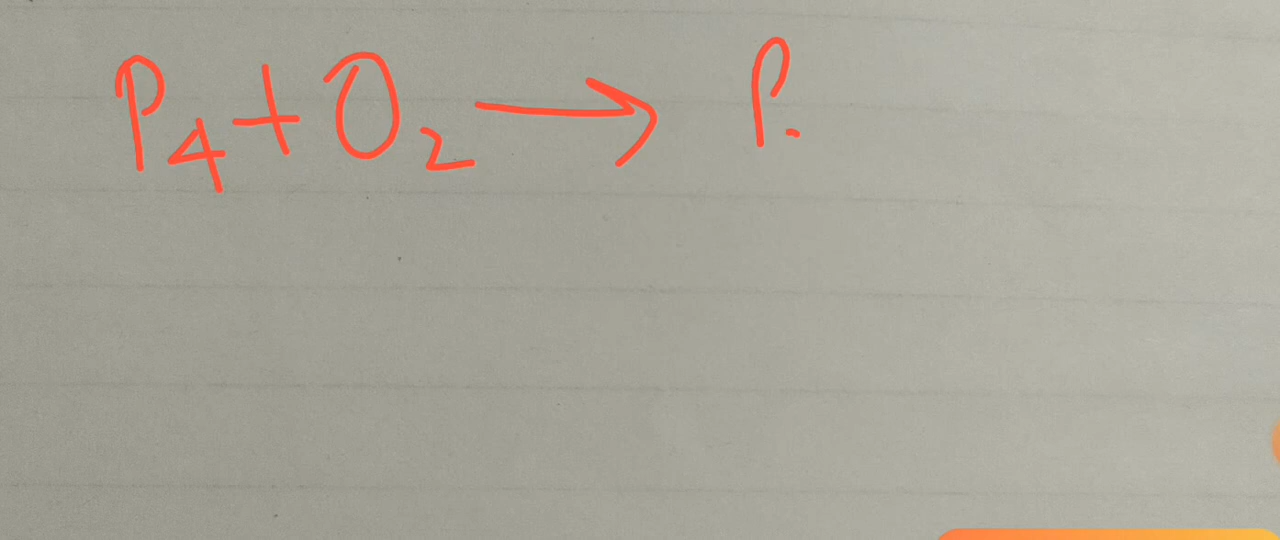 P₄ + O₂ → P.